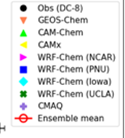 Obs (DC-8)
GEOS-Chem
CAM-Chem
CAMx
WRF-Chem (NCAR)
WRF-Chem (PNU)
WRF-Chem (Iowa)
WRF-Chem (UCLA)
CMAQ
Ensemble mean